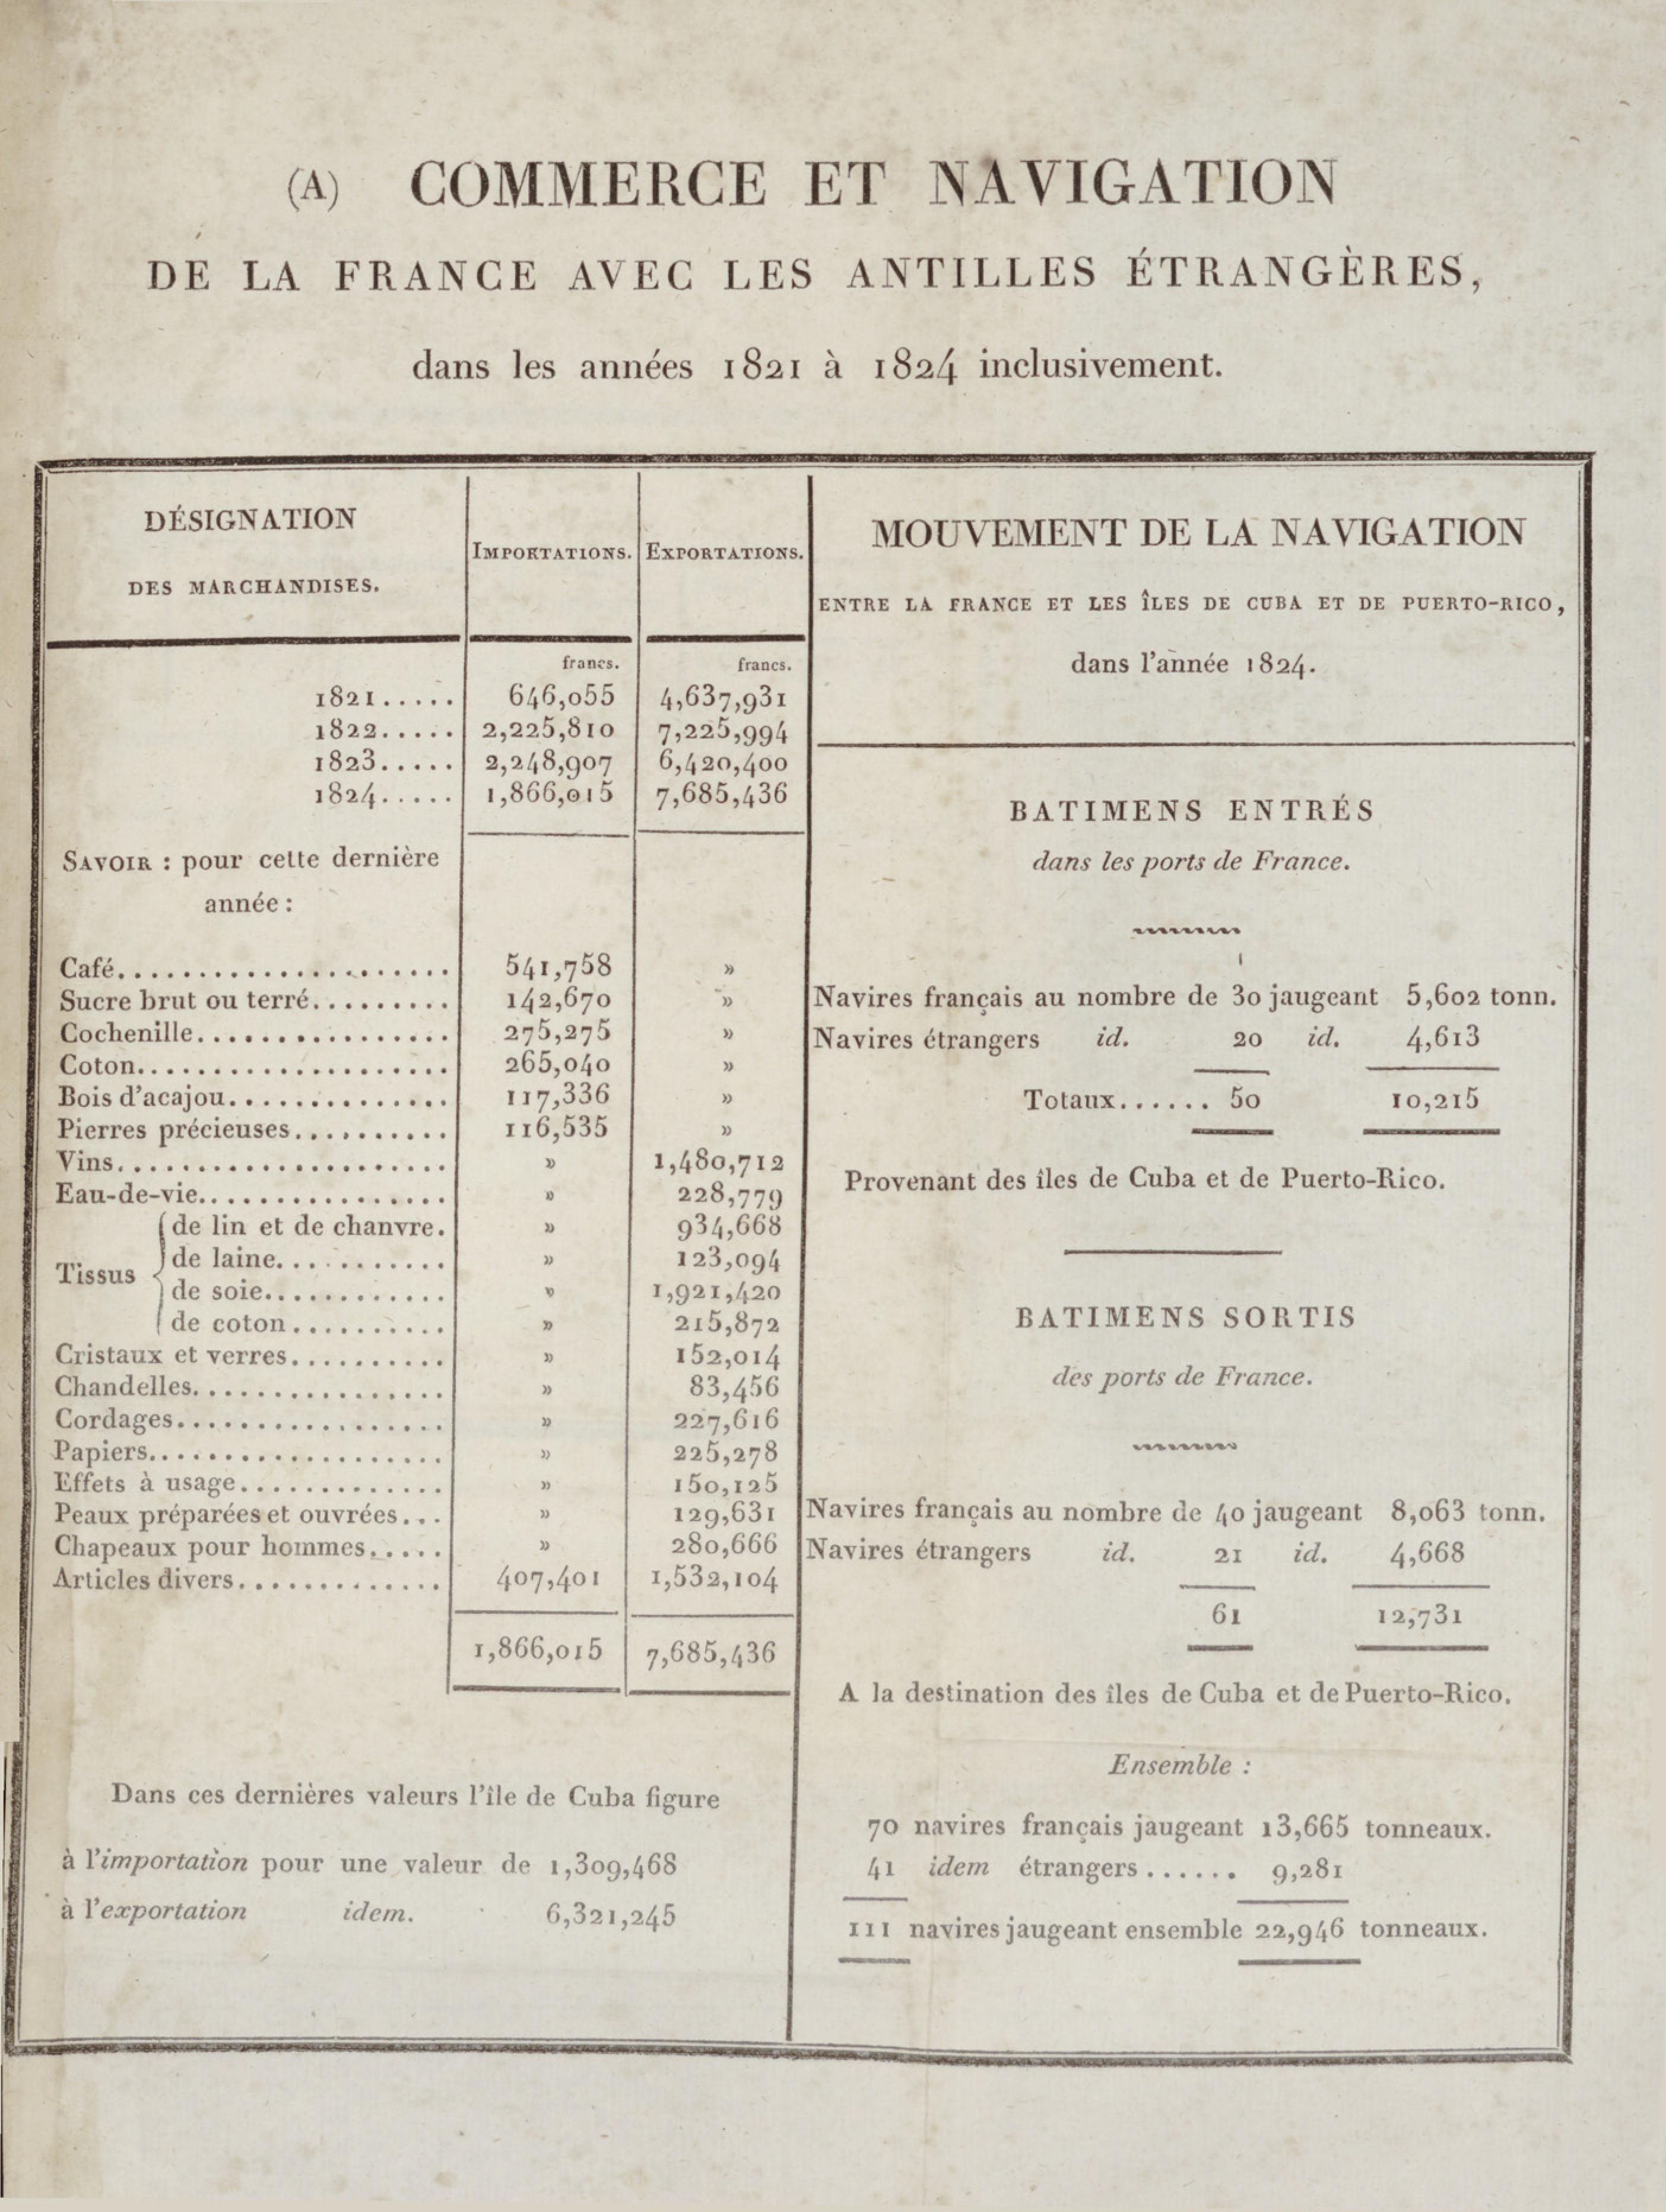 (A) COMMERCE ET NAVIGATION
DE LA FRANCE AVEC LES ANTILLES ÉTRANGÈRES,
dans les années 1821 à 1824 inclusivement.
DÉSIGNATION
DES MARCHANDISES.
IMPORTATIONS. EXPORTATIONS.
francs. francs.
1821..... 646,055 4,637,931
1822..... 2,225,810 7,225,994
1823..... 2,248,907 6,420,400
1824..... 1,866,015 7,685,436
SAVOIR : pour cette dernière
année :
Café..................... 541,758 »
Sucre brut ou terré......... 142,670 »
Cochenille................ 275,275 »
Coton.................... 265,040 »
Bois d'acajou.............. 117,336 »
Pierres précieuses.......... 116,535 »
Vins..................... » 1,480,712
Eau-de-vie................ » 228,779
Tissus
de lin et de chanvre. » 934,668
de laine........... » 123,094
de soie............ » 1,921,420
de coton.......... » 215,872
Cristaux et verres.......... » 152,014
Chandelles................ » 83,456
Cordages................. » 227,616
Papiers................... » 225,278
Effets à usage............. » 150,125
Peaux préparées et ouvrées... » 129,631
Chapeaux pour hommes..... » 280,666
Articles divers............. 407,401 1,532,104
1,866,015 7,685,436
Dans ces dernières valeurs l'île de Cuba figure
à l'importation pour une valeur de 1,309,468
à l'exportation idem. 6,321,245
MOUVEMENT DE LA NAVIGATION
ENTRE LA FRANCE ET LES ÎLES DE CUBA ET DE PUERTO-RICO,
dans l'année 1824.
BATIMENS ENTRÉS
dans les ports de France.
Navires français au nombre de 30 jaugeant 5,602 tonn.
Navires étrangers id. 20 id. 4,613
Totaux...... 50 10,215
Provenant des îles de Cuba et de Puerto-Rico.
BATIMENS SORTIS
des ports de France.
Navires français au nombre de 40 jaugeant 8,063 tonn.
Navires étrangers id. 21 id. 4,668
61 12,731
A la destination des îles de Cuba et de Puerto-Rico.
Ensemble :
70 navires français jaugeant 13,665 tonneaux.
41 idem étrangers...... 9,281
111 navires jaugeant ensemble 22,946 tonneaux.